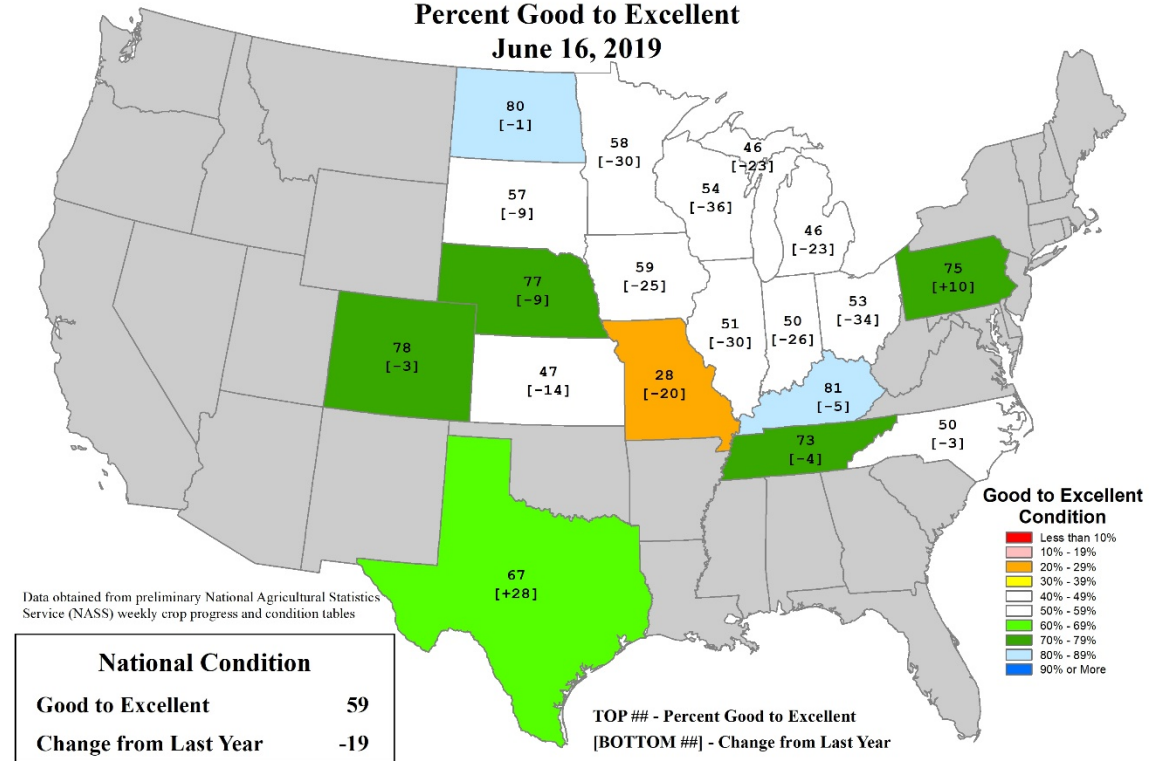 Percent Good to Excellent
June 16, 2019
80
[-1]
58
[-30]
46
[-23]
54
[-36]
57
[-9]
46
[-23]
59
[-25]
75
[+10]
77
[-9]
53
[-34]
51
[-30]
50
[-26]
78
[-3]
47
[-14]
28
[-20]
81
[-5]
73
[-4]
50
[-3]
67
[+28]
Good to Excellent
Condition
Less than 10%
10% - 19%
20% - 29%
30% - 39%
40% - 49%
50% - 59%
60% - 69%
70% - 79%
80% - 89%
90% or More
Data obtained from preliminary National Agricultural Statistics
Service (NASS) weekly crop progress and condition tables
National Condition
Good to Excellent 59
Change from Last Year -19
TOP ## - Percent Good to Excellent
[BOTTOM ##] - Change from Last Year